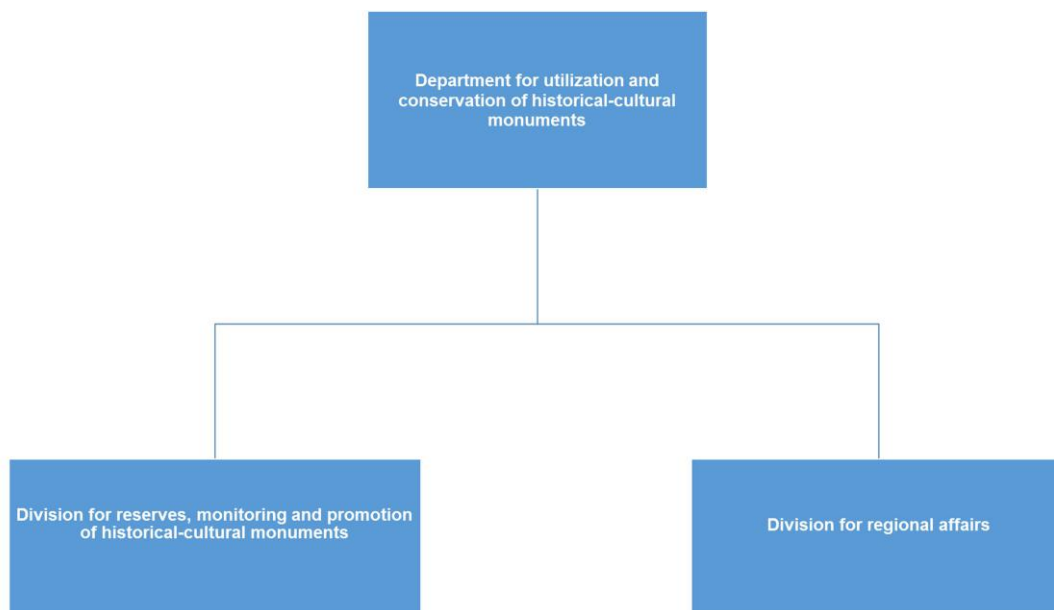 Department for utilization and
conservation of historical-cultural
monuments
Division for reserves, monitoring and promotion
of historical-cultural monuments
Division for regional affairs